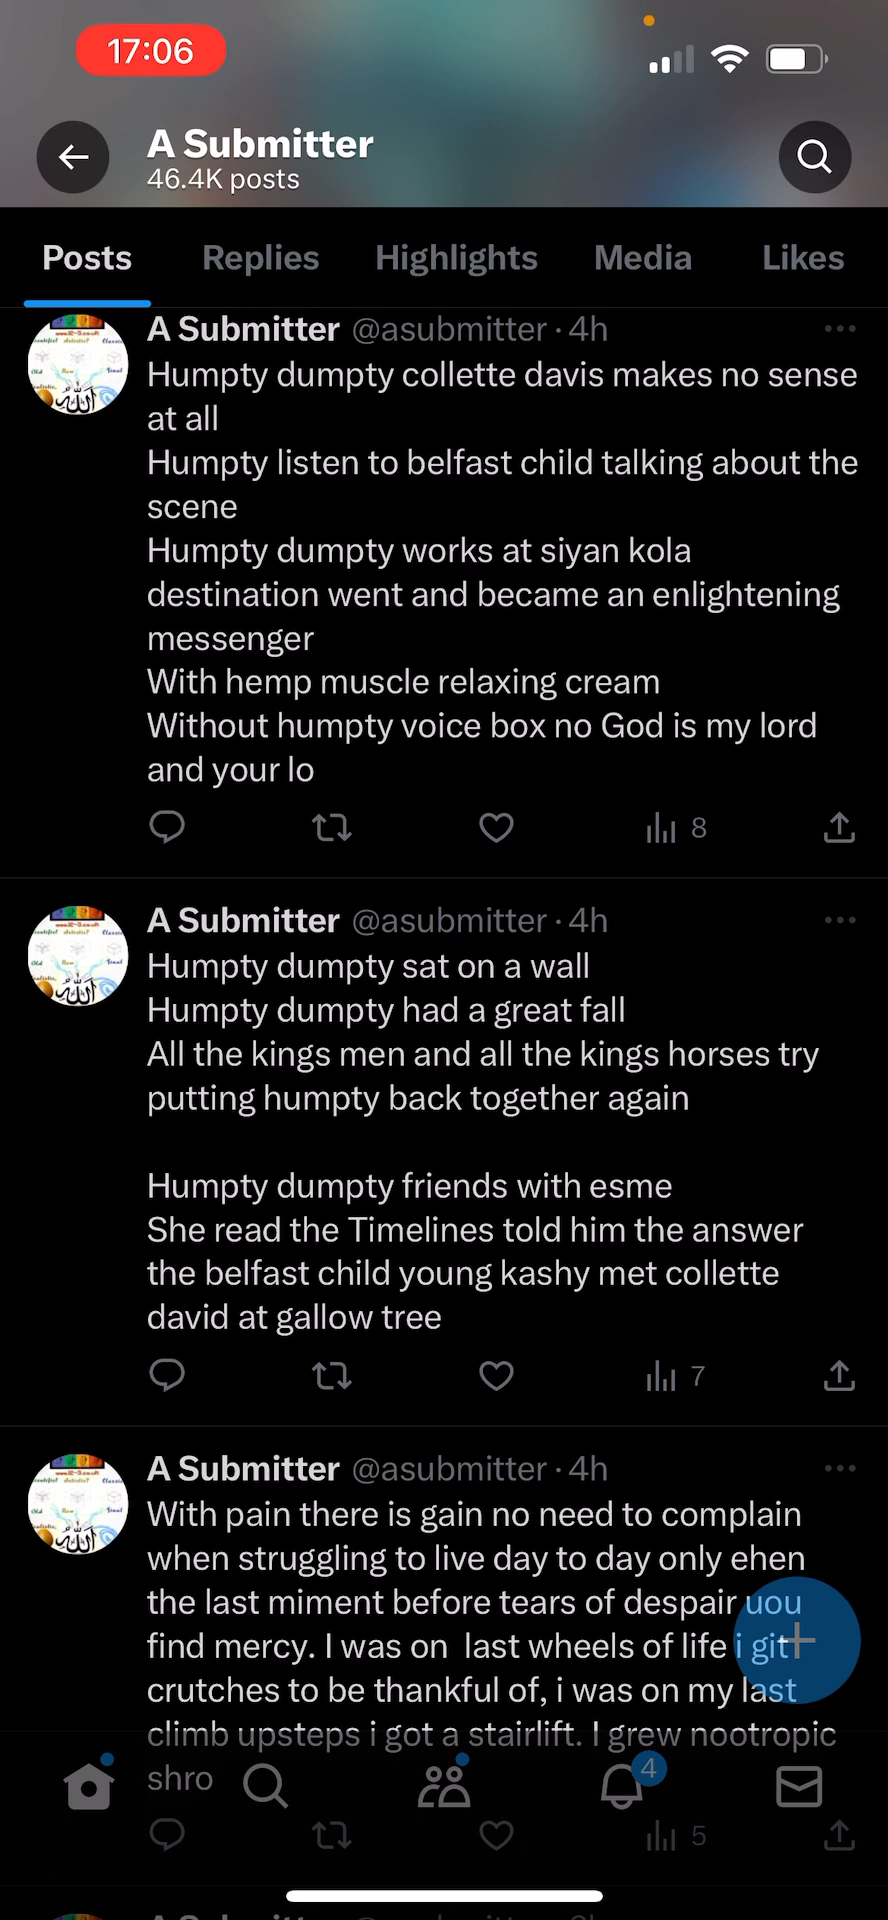 17:06
A Submitter
46.4K posts
Posts Replies Highlights Media Likes
A Submitter @asubmitter · 4h
Humpty dumpty collette davis makes no sense
at all
Humpty listen to belfast child talking about the
scene
Humpty dumpty works at siyan kola
destination went and became an enlightening
messenger
With hemp muscle relaxing cream
Without humpty voice box no God is my lord
and your lo
8
A Submitter @asubmitter · 4h
Humpty dumpty sat on a wall
Humpty dumpty had a great fall
All the kings men and all the kings horses try
putting humpty back together again
Humpty dumpty friends with esme
She read the Timelines told him the answer
the belfast child young kashy met collette
david at gallow tree
7
A Submitter @asubmitter · 4h
With pain there is gain no need to complain
when struggling to live day to day only ehen
the last miment before tears of despair uou
find mercy. I was on  last wheels of life i git
crutches to be thankful of, i was on my last
climb upsteps i got a stairlift. I grew nootropic
shro
4
5